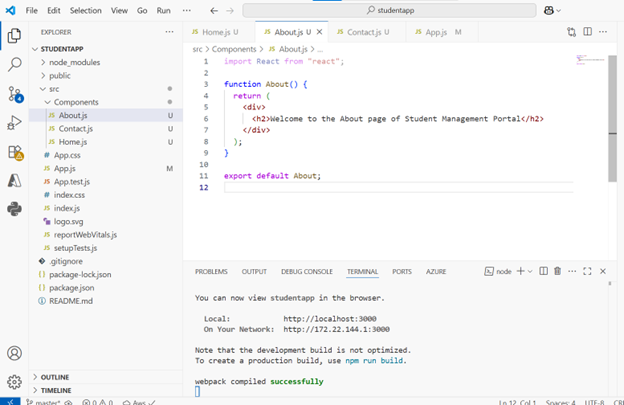 File Edit Selection View Go Run ···
studentapp
EXPLORER ···
STUDENTAPP
node_modules
public
src
Components
JS About.js U
JS Contact.js U
JS Home.js U
# App.css
JS App.js M
JS App.test.js
# index.css
JS index.js
logo.svg
JS reportWebVitals.js
JS setupTests.js
.gitignore
{} package-lock.json
{} package.json
README.md
OUTLINE
TIMELINE
4
JS Home.js U JS About.js U JS Contact.js U JS App.js M
src > Components > JS About.js > ...
1 import React from "react";
2
3 function About() {
4 return (
5 <div>
6 <h2>Welcome to the About page of Student Management Portal</h2>
7 </div>
8 );
9 }
10
11 export default About;
12
PROBLEMS OUTPUT DEBUG CONSOLE TERMINAL PORTS AZURE
node
You can now view studentapp in the browser.
Local: http://localhost:3000
On Your Network: http://172.22.144.1:3000
Note that the development build is not optimized.
To create a production build, use npm run build.
webpack compiled successfully
master* 0 0 Aws Ln 12, Col 1 Spaces: 4 UTF-8